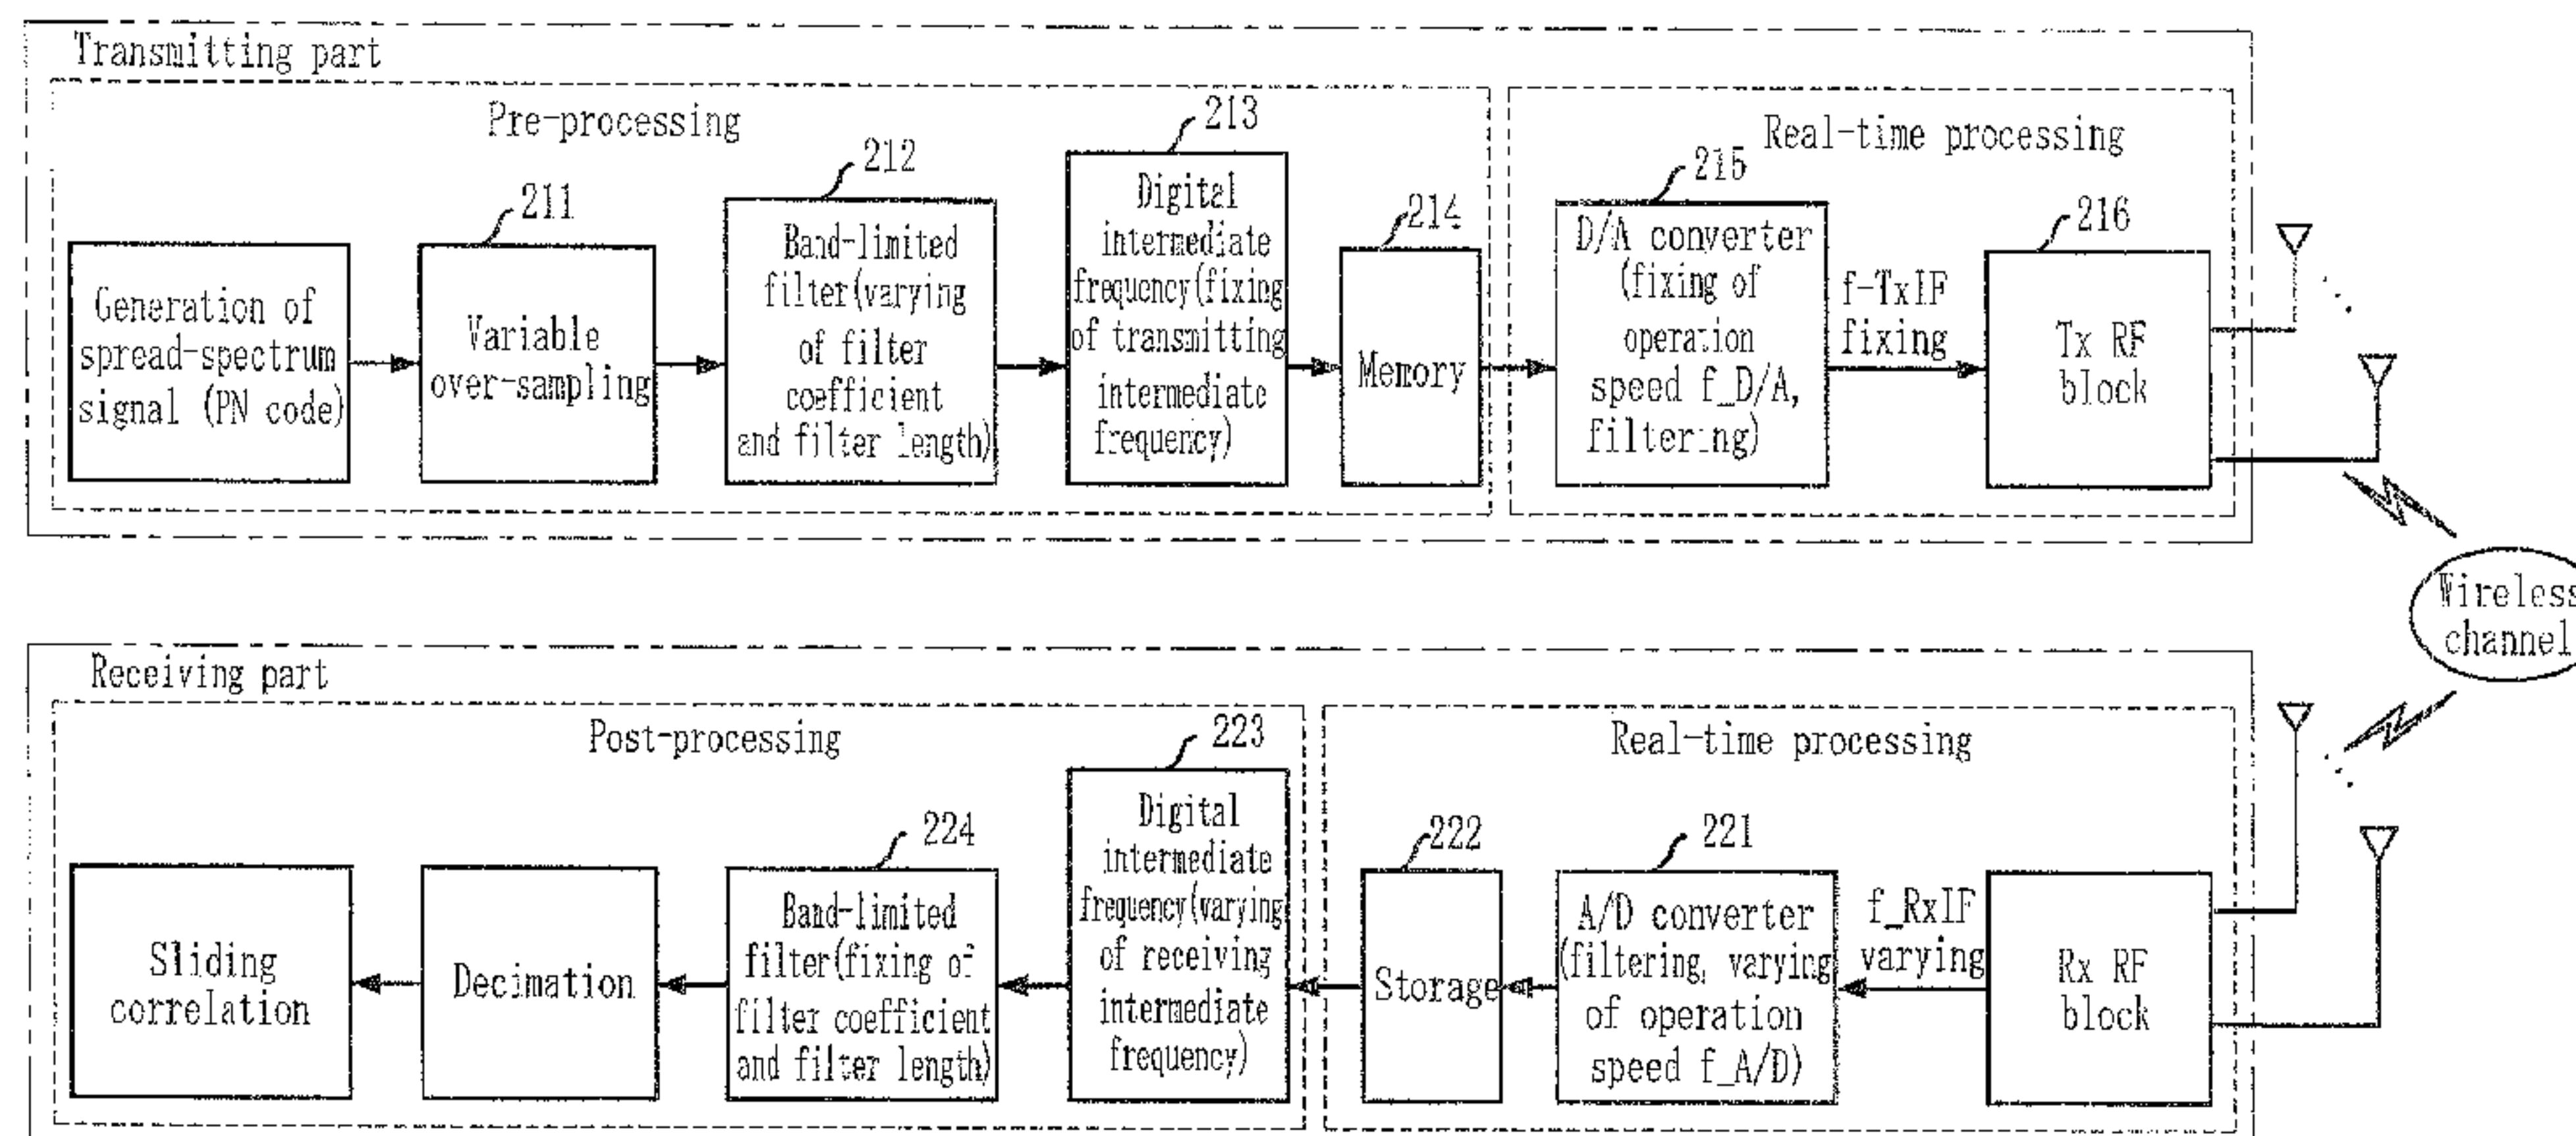 Transmitting part
Pre-processing
Real-time processing
Generation of
spread-spectrum
signal (PN code)
211
Variable
over-sampling
212
Band-limited
filter(varying
of filter
coefficient
and filter length)
213
Digital
intermediate
frequency(fixing
of transmitting
intermediate
frequency)
214
Memory
215
D/A converter
(fixing of
operation
speed f_D/A,
filtering)
f-TxIF
fixing
216
Tx RF
block
Wireless
channel
Receiving part
Post-processing
Real-time processing
Sliding
correlation
Decimation
224
Band-limited
filter(fixing of
filter coefficient
and filter length)
223
Digital
intermediate
frequency(varying
of receiving
intermediate
frequency)
222
Storage
221
A/D converter
(filtering, varying
of operation
speed f_A/D)
f_RxIF
varying
Rx RF
block